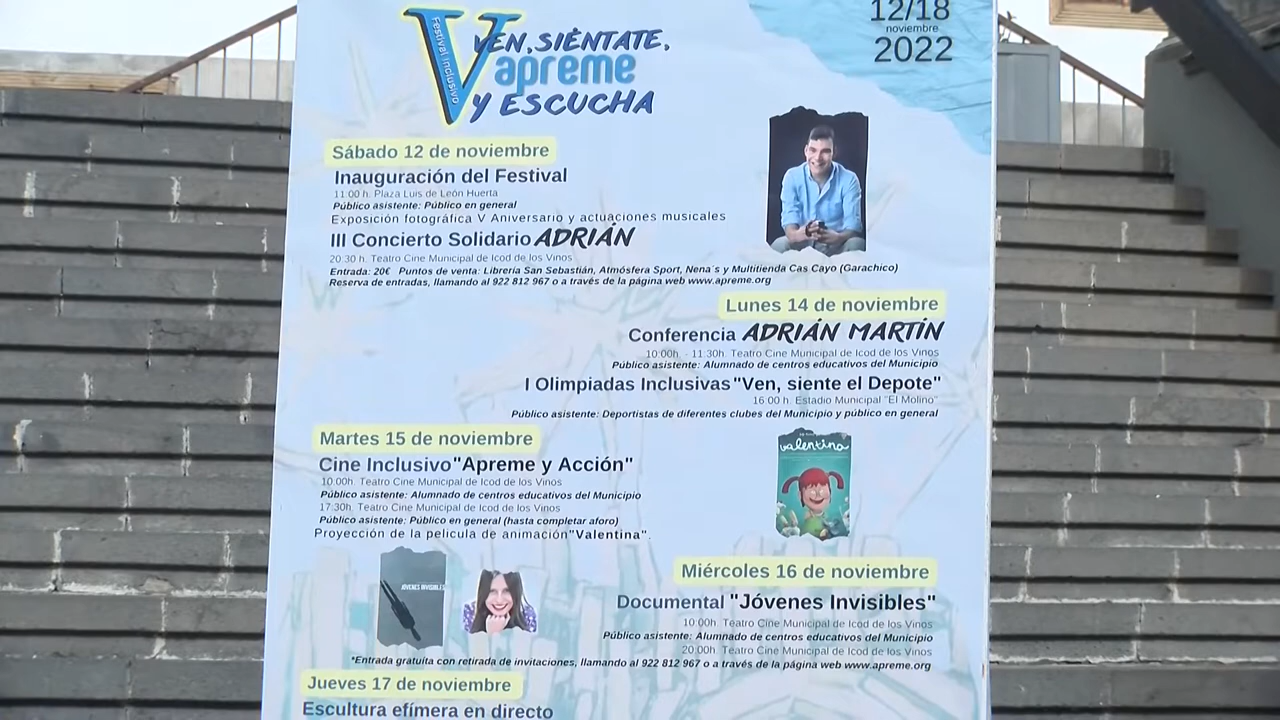 Festival Inclusivo
V VEN, SIÉNTATE,
apreme
Y ESCUCHA
12/18
noviembre
2022
Sábado 12 de noviembre
Inauguración del Festival
11:00 h. Plaza Luis de León Huerta
Público asistente: Público en general
Exposición fotográfica V Aniversario y actuaciones musicales
III Concierto Solidario ADRIÁN
20:30 h. Teatro Cine Municipal de Icod de los Vinos
Entrada: 20€ Puntos de venta: Librería San Sebastián, Atmósfera Sport, Nena´s y Multitienda Cas Cayo (Garachico)
Reserva de entradas, llamando al 922 812 967 o a través de la página web www.apreme.org
Lunes 14 de noviembre
Conferencia ADRIÁN MARTÍN
10:00h. - 11:30h. Teatro Cine Municipal de Icod de los Vinos
Público asistente: Alumnado de centros educativos del Municipio
I Olimpiadas Inclusivas "Ven, siente el Depote"
16:00 h. Estadio Municipal "El Molino"
Público asistente: Deportistas de diferentes clubes del Municipio y público en general
Martes 15 de noviembre
Cine Inclusivo "Apreme y Acción"
10:00h. Teatro Cine Municipal de Icod de los Vinos
Público asistente: Alumnado de centros educativos del Municipio
17:30h. Teatro Cine Municipal de Icod de los Vinos
Público asistente: Público en general (hasta completar aforo)
Proyección de la pelicula de animación "Valentina".
valentina
Miércoles 16 de noviembre
JÓVENES INVISIBLES
Documental "Jóvenes Invisibles"
10:00h. Teatro Cine Municipal de Icod de los Vinos
Público asistente: Alumnado de centros educativos del Municipio
20:00h. Teatro Cine Municipal de Icod de los Vinos
*Entrada gratuíta con retirada de invitaciones, llamando al 922 812 967 o a través de la página web www.apreme.org
Jueves 17 de noviembre
Escultura efímera en directo